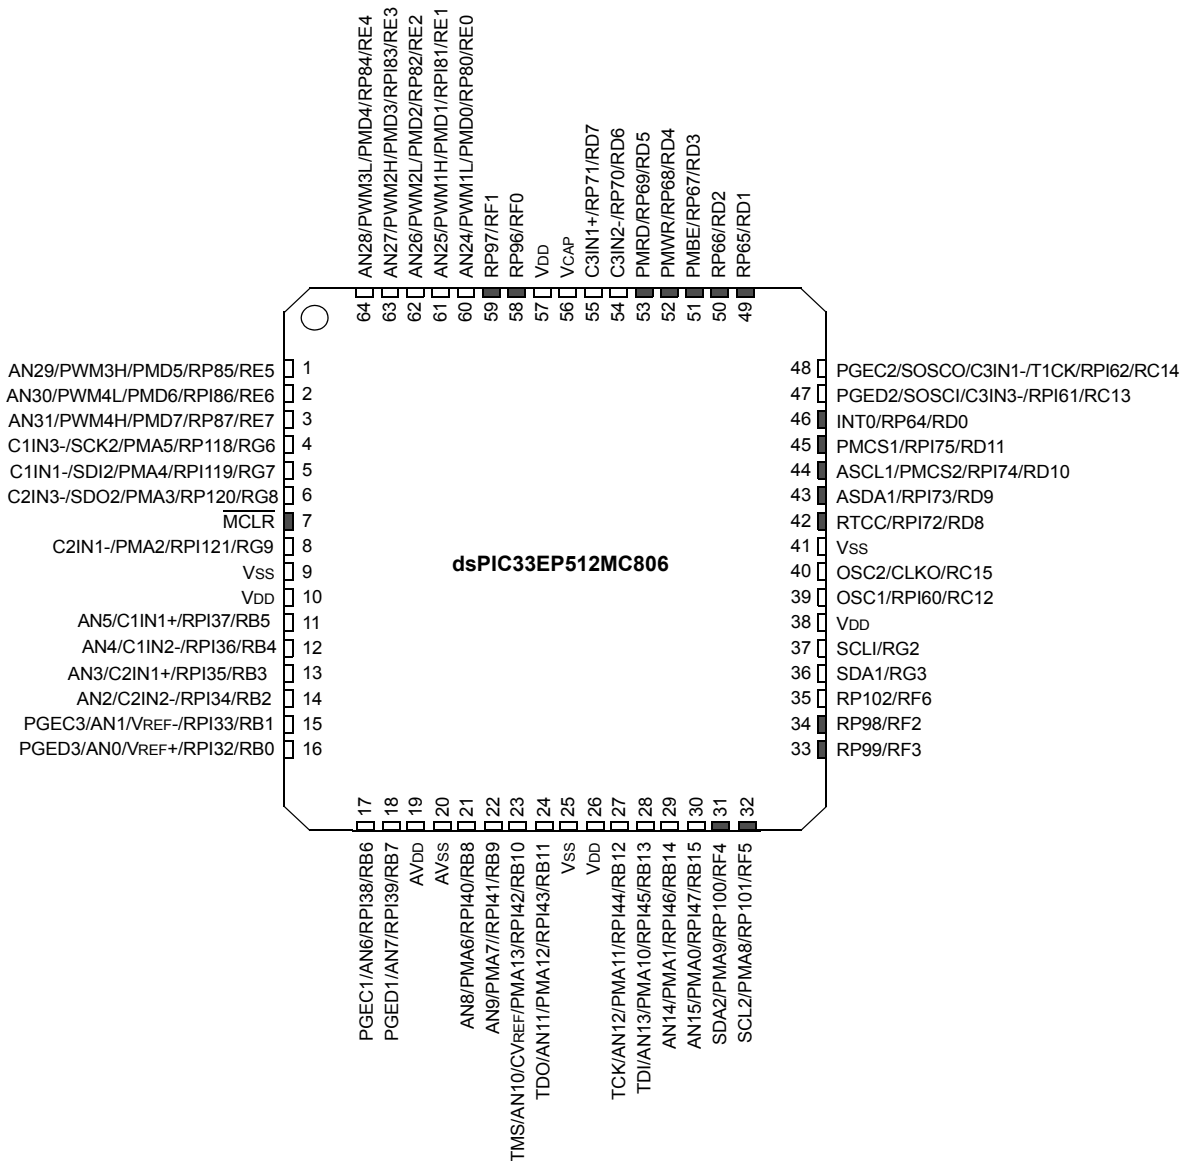 AN28/PWM3L/PMD4/RP84/RE4
AN27/PWM2H/PMD3/RPI83/RE3
AN26/PWM2L/PMD2/RP82/RE2
AN25/PWM1H/PMD1/RPI81/RE1
AN24/PWM1L/PMD0/RP80/RE0
RP97/RF1
RP96/RF0
VDD
VCAP
C3IN1+/RP71/RD7
C3IN2-/RP70/RD6
PMRD/RP69/RD5
PMWR/RP68/RD4
PMBE/RP67/RD3
RP66/RD2
RP65/RD1
64
63
62
61
60
59
58
57
56
55
54
53
52
51
50
49
AN29/PWM3H/PMD5/RP85/RE5 1
AN30/PWM4L/PMD6/RPI86/RE6 2
AN31/PWM4H/PMD7/RP87/RE7 3
C1IN3-/SCK2/PMA5/RP118/RG6 4
C1IN1-/SDI2/PMA4/RPI119/RG7 5
C2IN3-/SDO2/PMA3/RP120/RG8 6
MCLR 7
C2IN1-/PMA2/RPI121/RG9 8
VSS 9
VDD 10
AN5/C1IN1+/RPI37/RB5 11
AN4/C1IN2-/RPI36/RB4 12
AN3/C2IN1+/RPI35/RB3 13
AN2/C2IN2-/RPI34/RB2 14
PGEC3/AN1/VREF-/RPI33/RB1 15
PGED3/AN0/VREF+/RPI32/RB0 16
dsPIC33EP512MC806
48 PGEC2/SOSCO/C3IN1-/T1CK/RPI62/RC14
47 PGED2/SOSCI/C3IN3-/RPI61/RC13
46 INT0/RP64/RD0
45 PMCS1/RPI75/RD11
44 ASCL1/PMCS2/RPI74/RD10
43 ASDA1/RPI73/RD9
42 RTCC/RPI72/RD8
41 VSS
40 OSC2/CLKO/RC15
39 OSC1/RPI60/RC12
38 VDD
37 SCLI/RG2
36 SDA1/RG3
35 RP102/RF6
34 RP98/RF2
33 RP99/RF3
17
18
19
20
21
22
23
24
25
26
27
28
29
30
31
32
PGEC1/AN6/RPI38/RB6
PGED1/AN7/RPI39/RB7
AVDD
AVSS
AN8/PMA6/RPI40/RB8
AN9/PMA7//RPI41/RB9
TMS/AN10/CVREF/PMA13/RPI42/RB10
TDO/AN11/PMA12/RPI43/RB11
VSS
VDD
TCK/AN12/PMA11/RPI44/RB12
TDI/AN13/PMA10/RPI45/RB13
AN14/PMA1/RPI46/RB14
AN15/PMA0/RPI47/RB15
SDA2/PMA9/RP100/RF4
SCL2/PMA8/RP101/RF5